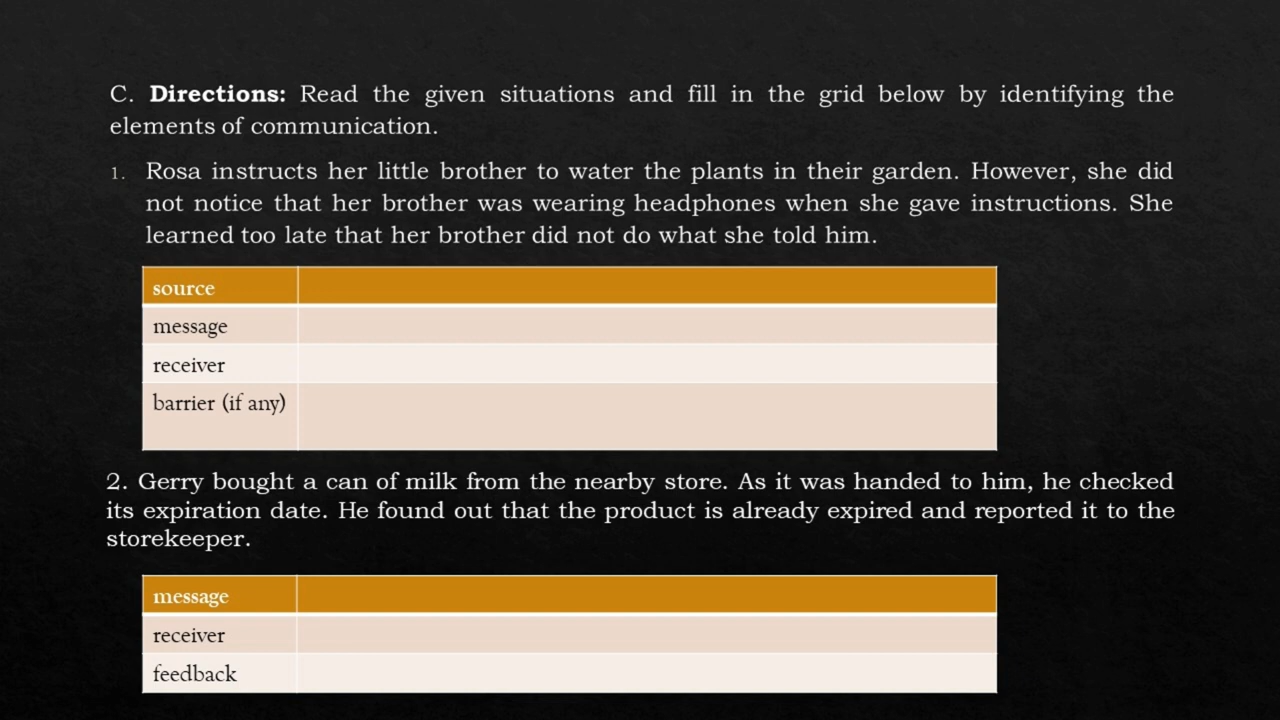 C. Directions: Read the given situations and fill in the grid below by identifying the
elements of communication.
1. Rosa instructs her little brother to water the plants in their garden. However, she did
not notice that her brother was wearing headphones when she gave instructions. She
learned too late that her brother did not do what she told him.
source
message
receiver
barrier (if any)
2. Gerry bought a can of milk from the nearby store. As it was handed to him, he checked
its expiration date. He found out that the product is already expired and reported it to the
storekeeper.
message
receiver
feedback